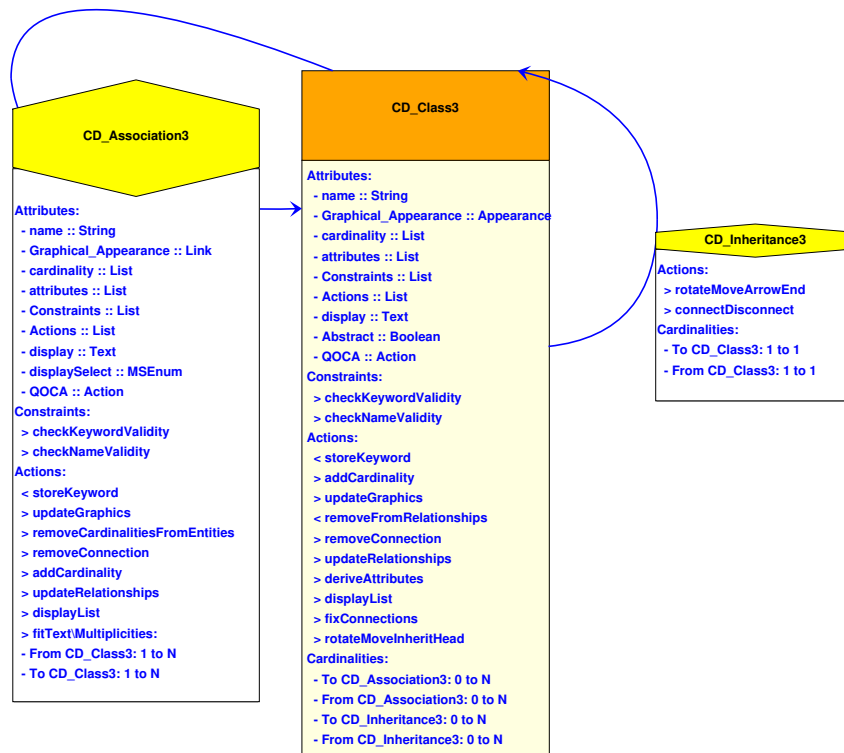 CD_Association3
Attributes:
- name :: String
- Graphical_Appearance :: Link
- cardinality :: List
- attributes :: List
- Constraints :: List
- Actions :: List
- display :: Text
- displaySelect :: MSEnum
- QOCA :: Action
Constraints:
> checkKeywordValidity
> checkNameValidity
Actions:
< storeKeyword
> updateGraphics
> removeCardinalitiesFromEntities
> removeConnection
> addCardinality
> updateRelationships
> displayList
> fitText\Multiplicities:
- From CD_Class3: 1 to N
- To CD_Class3: 1 to N
CD_Class3
Attributes:
- name :: String
- Graphical_Appearance :: Appearance
- cardinality :: List
- attributes :: List
- Constraints :: List
- Actions :: List
- display :: Text
- Abstract :: Boolean
- QOCA :: Action
Constraints:
> checkKeywordValidity
> checkNameValidity
Actions:
< storeKeyword
> addCardinality
> updateGraphics
< removeFromRelationships
> removeConnection
> updateRelationships
> deriveAttributes
> displayList
> fixConnections
> rotateMoveInheritHead
Cardinalities:
- To CD_Association3: 0 to N
- From CD_Association3: 0 to N
- To CD_Inheritance3: 0 to N
- From CD_Inheritance3: 0 to N
CD_Inheritance3
Actions:
> rotateMoveArrowEnd
> connectDisconnect
Cardinalities:
- To CD_Class3: 1 to 1
- From CD_Class3: 1 to 1